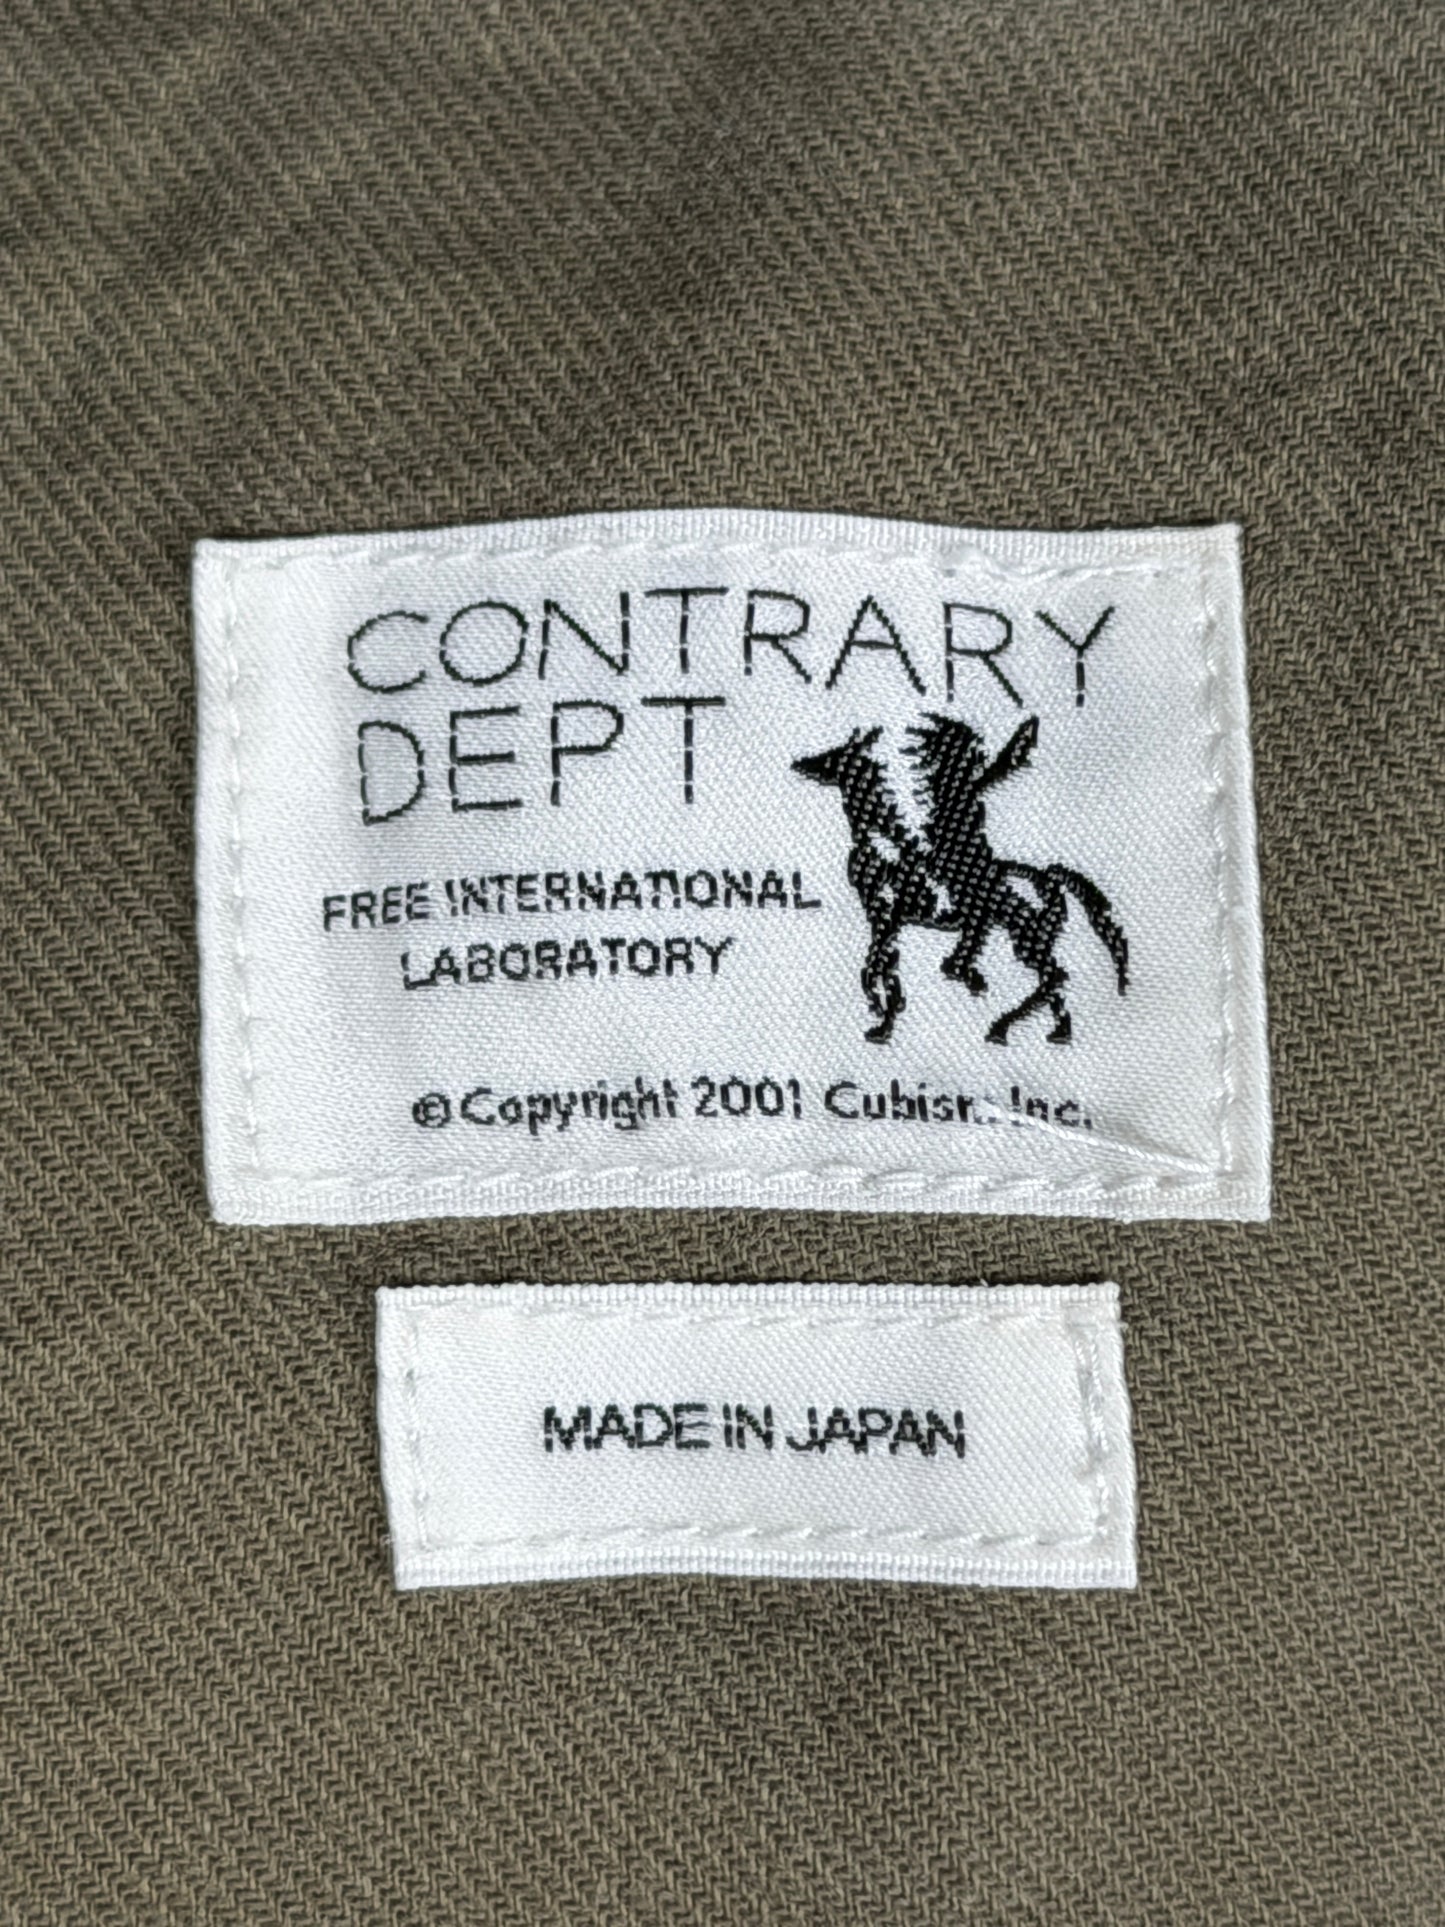 CONTRARY
DEPT
FREE INTERNATIONAL
LABORATORY
© Copyright 2001 Cubism Inc.
MADE IN JAPAN